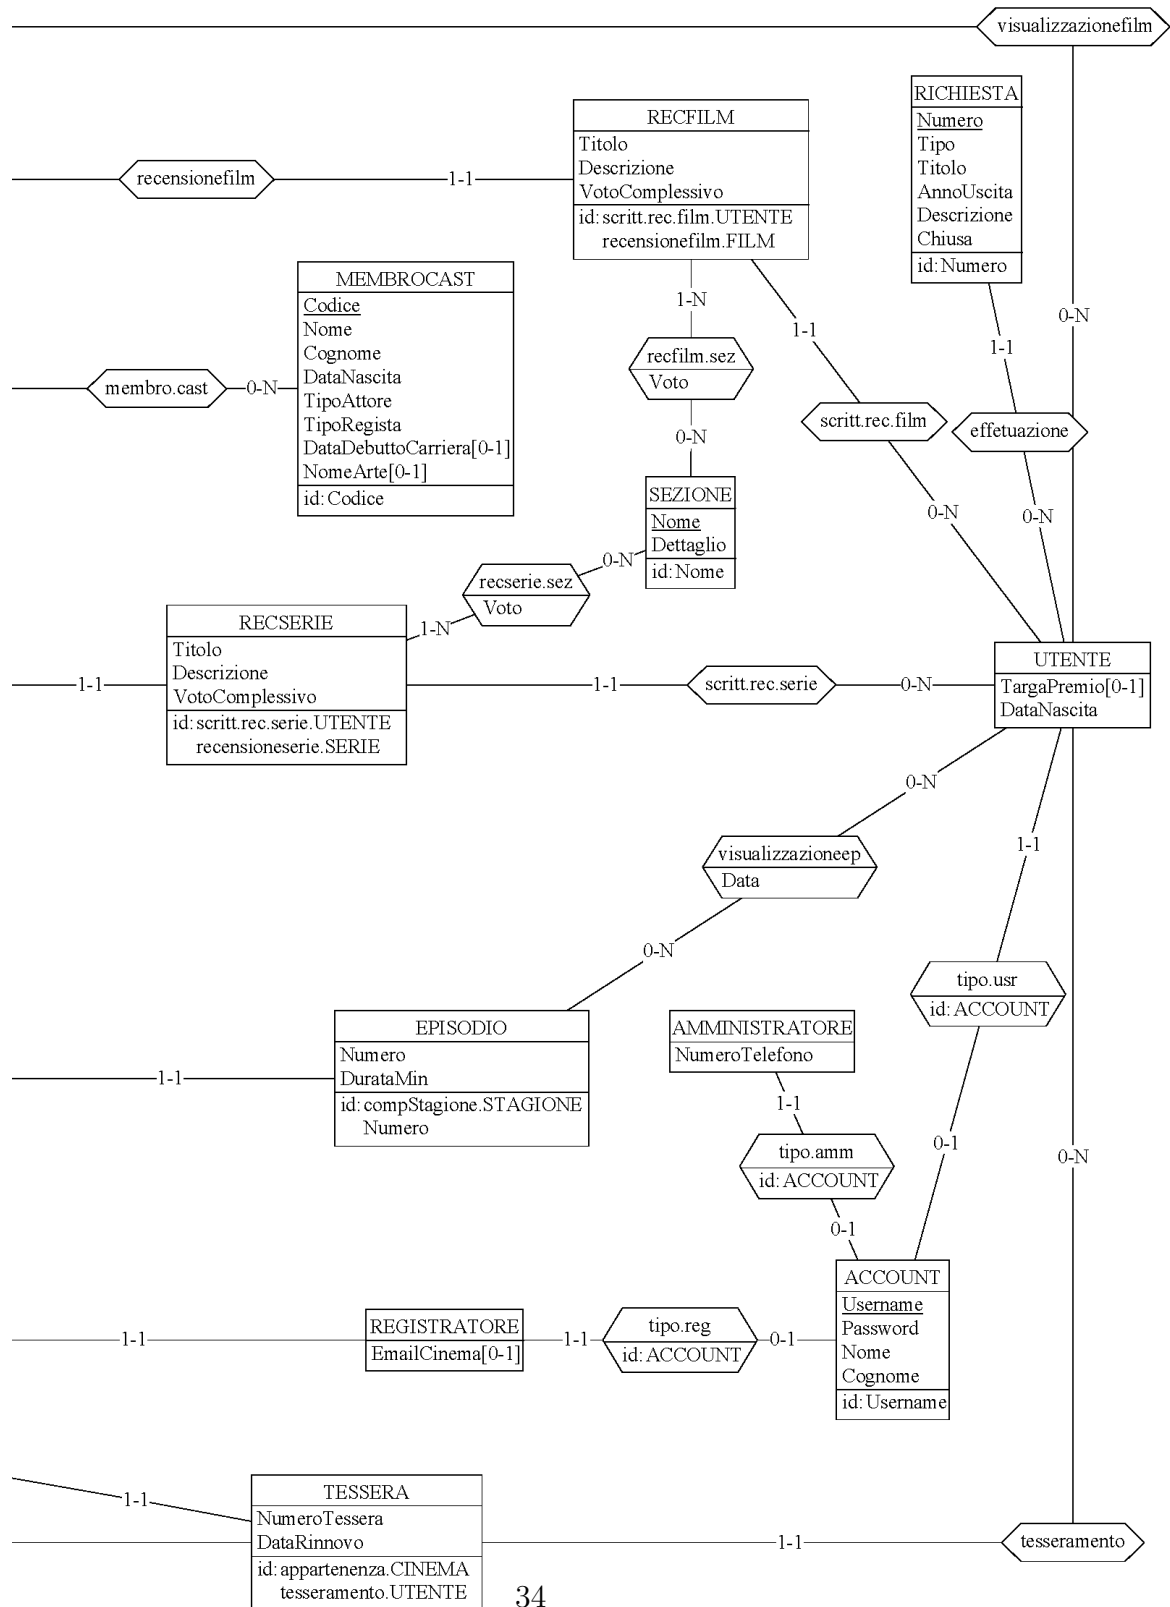 visualizzazionefilm
RICHIESTA
Numero
Tipo
Titolo
AnnoUscita
Descrizione
Chiusa
id: Numero
RECFILM
Titolo
Descrizione
VotoComplessivo
id: scritt.rec.film.UTENTE
recensionefilm.FILM
recensionefilm
1-1
MEMBROCAST
Codice
Nome
Cognome
DataNascita
TipoAttore
TipoRegista
DataDebuttoCarriera[0-1]
NomeArte[0-1]
id: Codice
membro.cast
0-N
1-N
recfilm.sez
Voto
0-N
1-1
scritt.rec.film
0-N
1-1
effetuazione
0-N
0-N
SEZIONE
Nome
Dettaglio
id: Nome
0-N
recserie.sez
Voto
1-N
RECSERIE
Titolo
Descrizione
VotoComplessivo
id: scritt.rec.serie.UTENTE
recensioneserie.SERIE
1-1
1-1
scritt.rec.serie
0-N
UTENTE
TargaPremio[0-1]
DataNascita
0-N
visualizzazioneep
Data
0-N
1-1
tipo.usr
id: ACCOUNT
0-1
0-N
EPISODIO
Numero
DurataMin
id: compStagione.STAGIONE
Numero
1-1
AMMINISTRATORE
NumeroTelefono
1-1
tipo.amm
id: ACCOUNT
0-1
ACCOUNT
Username
Password
Nome
Cognome
id: Username
1-1
REGISTRATORE
EmailCinema[0-1]
1-1
tipo.reg
id: ACCOUNT
0-1
1-1
TESSERA
NumeroTessera
DataRinnovo
id: appartenenza.CINEMA
tesseramento.UTENTE
1-1
tesseramento
34